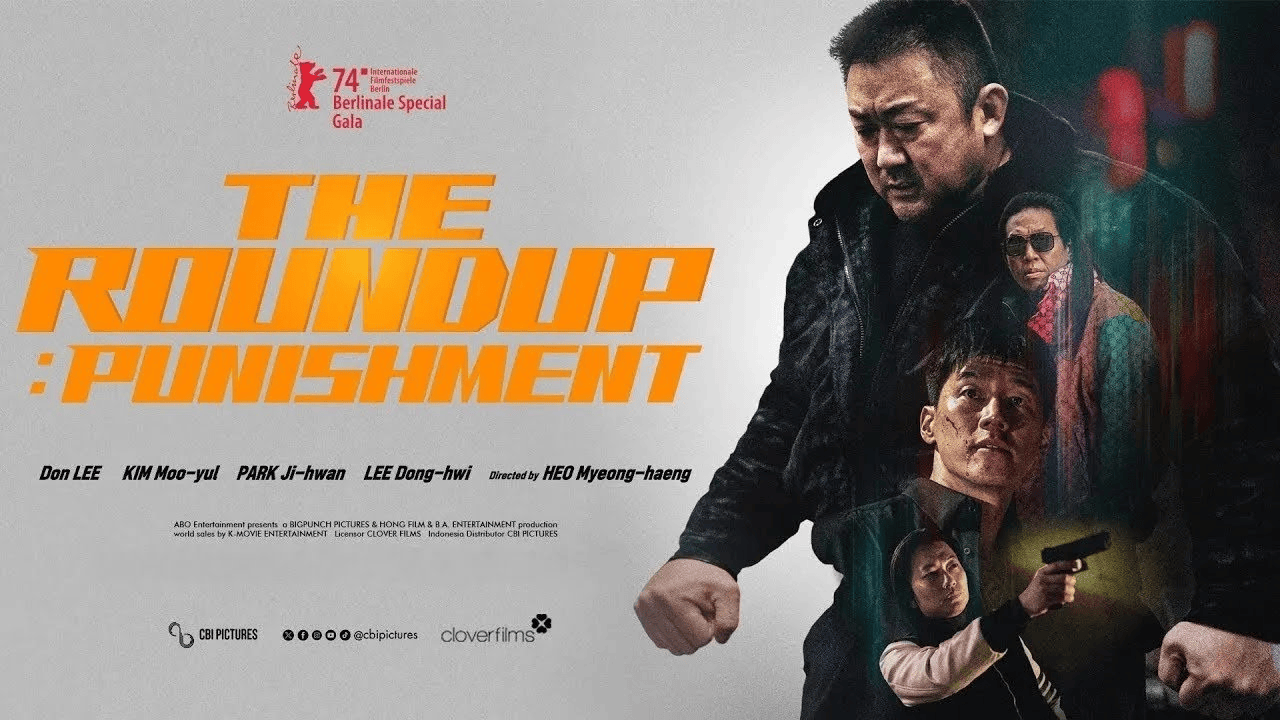 Berlinale
74 Internationale
Filmfestspiele
Berlin
Berlinale Special
Gala
THE
ROUNDUP
: PUNISHMENT
Don LEE KIM Moo-yul PARK Ji-hwan LEE Dong-hwi Directed by HEO Myeong-haeng
ABO Entertainment presents a BIGPUNCH PICTURES & HONG FILM & B.A. ENTERTAINMENT production
world sales by K-MOVIE ENTERTAINMENT Licensor CLOVER FILMS Indonesia Distributor CBI PICTURES
CBI PICTURES @cbipictures cloverfilms